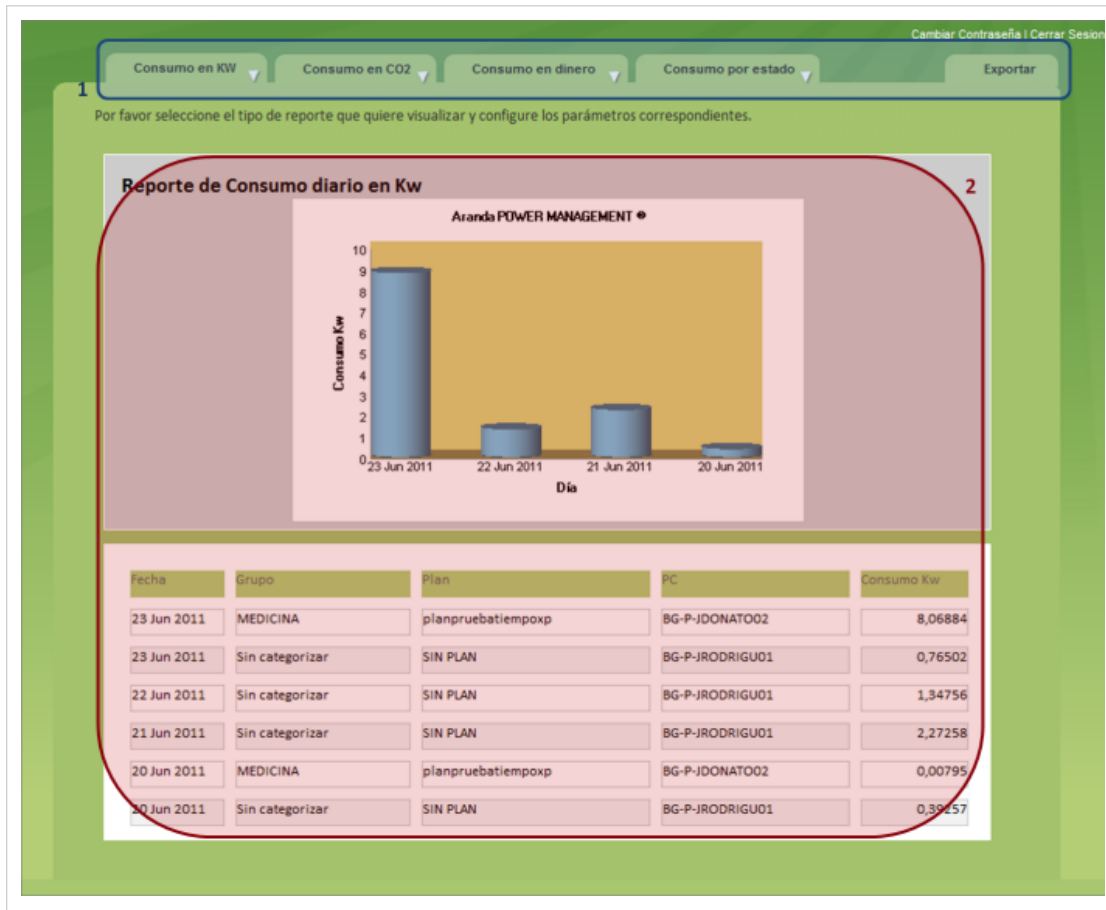 Cambiar Contraseña | Cerrar Sesion
Consumo en KW Consumo en CO2 Consumo en dinero Consumo por estado Exportar
1
Por favor seleccione el tipo de reporte que quiere visualizar y configure los parámetros correspondientes.
Reporte de Consumo diario en Kw 2
Aranda POWER MANAGEMENT ®
10
9
8
7
6
5
4
3
2
1
0
Consumo Kw
23 Jun 2011 22 Jun 2011 21 Jun 2011 20 Jun 2011
Día
Fecha Grupo Plan PC Consumo Kw
23 Jun 2011 MEDICINA planpruebatiempoxp BG-P-JDONATO02 8,06884
23 Jun 2011 Sin categorizar SIN PLAN BG-P-JRODRIGU01 0,76502
22 Jun 2011 Sin categorizar SIN PLAN BG-P-JRODRIGU01 1,34756
21 Jun 2011 Sin categorizar SIN PLAN BG-P-JRODRIGU01 2,27258
20 Jun 2011 MEDICINA planpruebatiempoxp BG-P-JDONATO02 0,00795
20 Jun 2011 Sin categorizar SIN PLAN BG-P-JRODRIGU01 0,39257